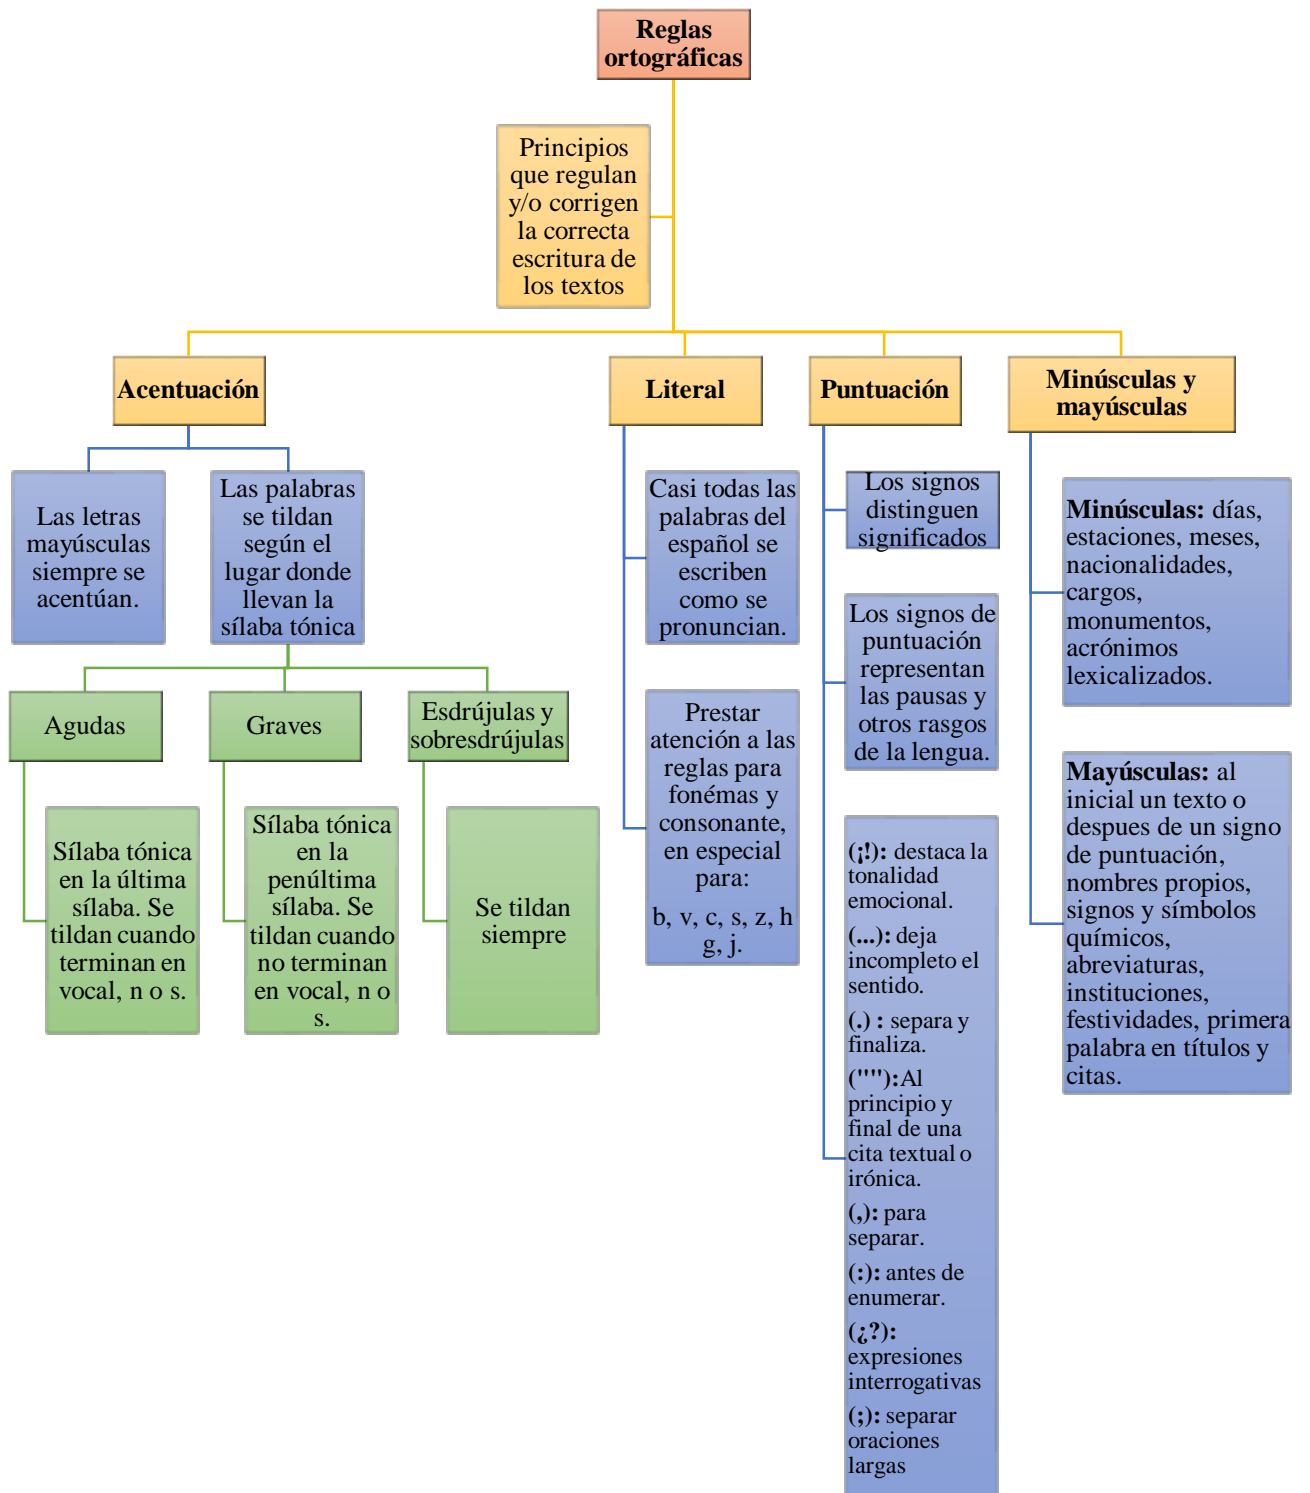 Reglas
ortográficas
Principios
que regulan
y/o corrigen
la correcta
escritura de
los textos
Acentuación
Las letras
mayúsculas
siempre se
acentúan.
Las palabras
se tildan
según el
lugar donde
llevan la
sílaba tónica
Agudas
Sílaba tónica
en la última
sílaba. Se
tildan cuando
terminan en
vocal, n o s.
Graves
Sílaba tónica
en la
penúltima
sílaba. Se
tildan cuando
no terminan
en vocal, n o
s.
Esdrújulas y
sobresdrújulas
Se tildan
siempre
Literal
Casi todas las
palabras del
español se
escriben
como se
pronuncian.
Prestar
atención a las
reglas para
fonémas y
consonante,
en especial
para:
b, v, c, s, z, h
g, j.
Puntuación
Los signos
distinguen
significados
Los signos de
puntuación
representan
las pausas y
otros rasgos
de la lengua.
(¡!): destaca la
tonalidad
emocional.
(...): deja
incompleto el
sentido.
(.) : separa y
finaliza.
(""):Al
principio y
final de una
cita textual o
irónica.
(,): para
separar.
(:): antes de
enumerar.
(¿?):
expresiones
interrogativas
(;): separar
oraciones
largas
Minúsculas y
mayúsculas
Minúsculas: días,
estaciones, meses,
nacionalidades,
cargos,
monumentos,
acrónimos
lexicalizados.
Mayúsculas: al
inicial un texto o
despues de un signo
de puntuación,
nombres propios,
signos y símbolos
químicos,
abreviaturas,
instituciones,
festividades, primera
palabra en títulos y
citas.